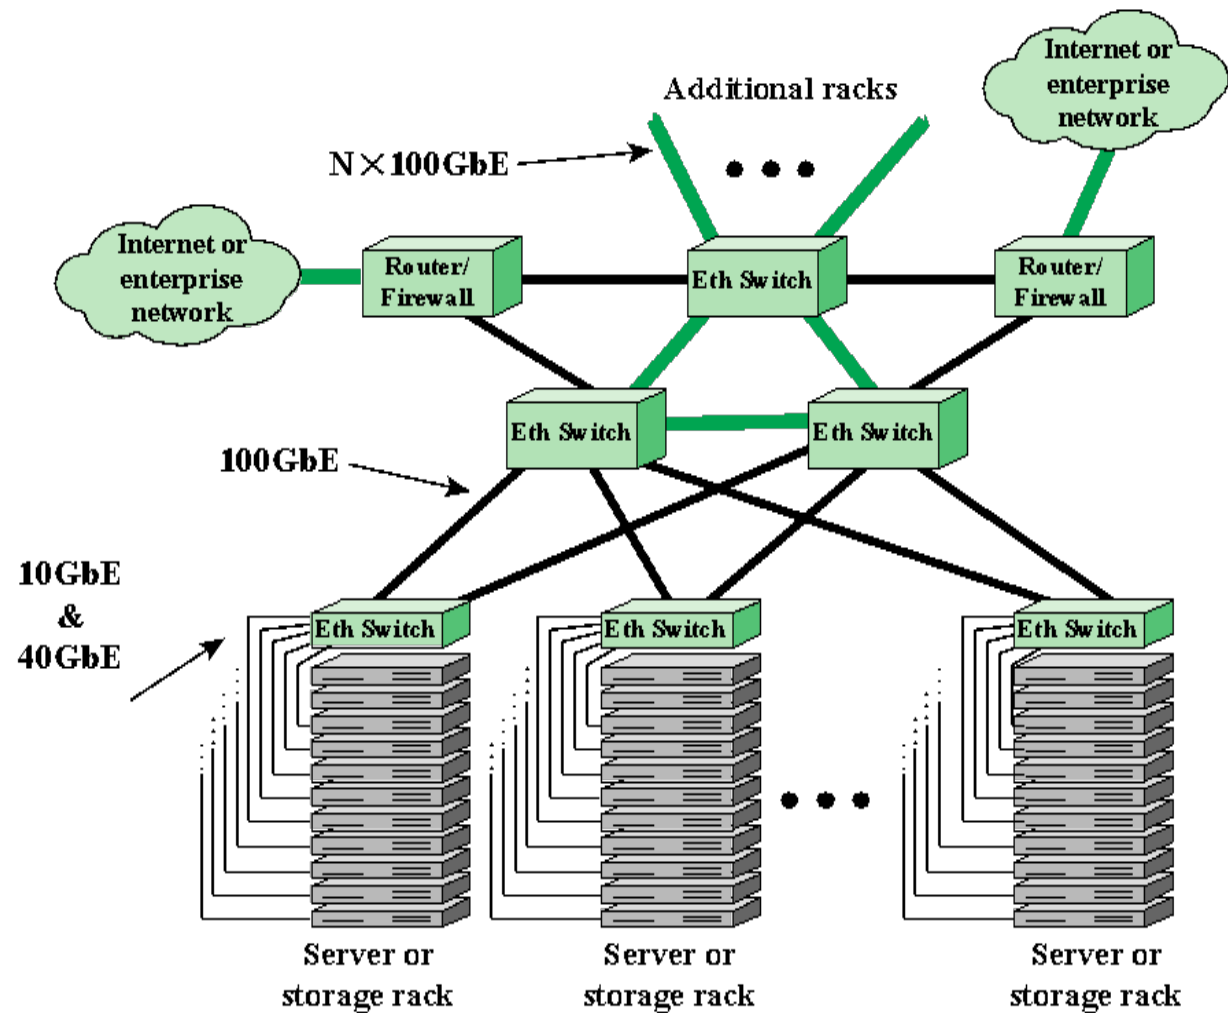 Internet or
enterprise
network
Additional racks
N×100GbE
Internet or
enterprise
network
Router/
Firewall
Eth Switch
Router/
Firewall
Eth Switch
Eth Switch
100GbE
10GbE
&
40GbE
Eth Switch
Eth Switch
Eth Switch
Server or
storage rack
Server or
storage rack
Server or
storage rack